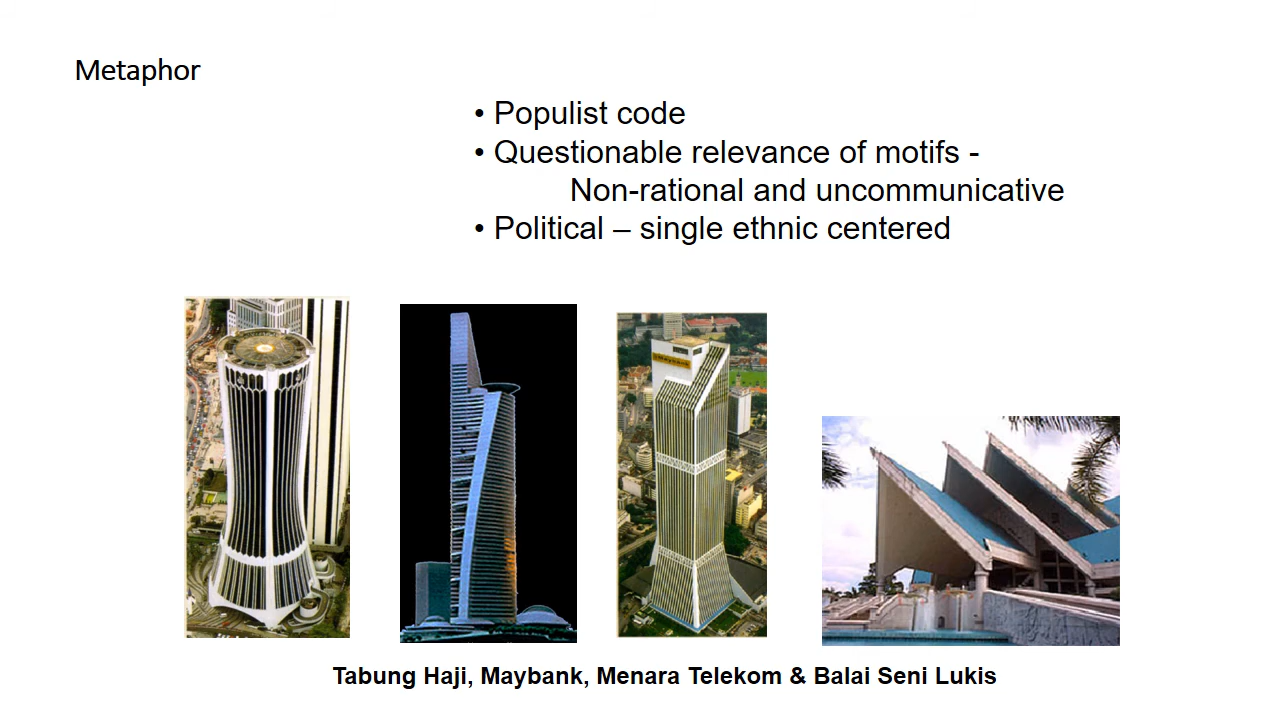 Metaphor
• Populist code
• Questionable relevance of motifs -
Non-rational and uncommunicative
• Political – single ethnic centered
Tabung Haji, Maybank, Menara Telekom & Balai Seni Lukis